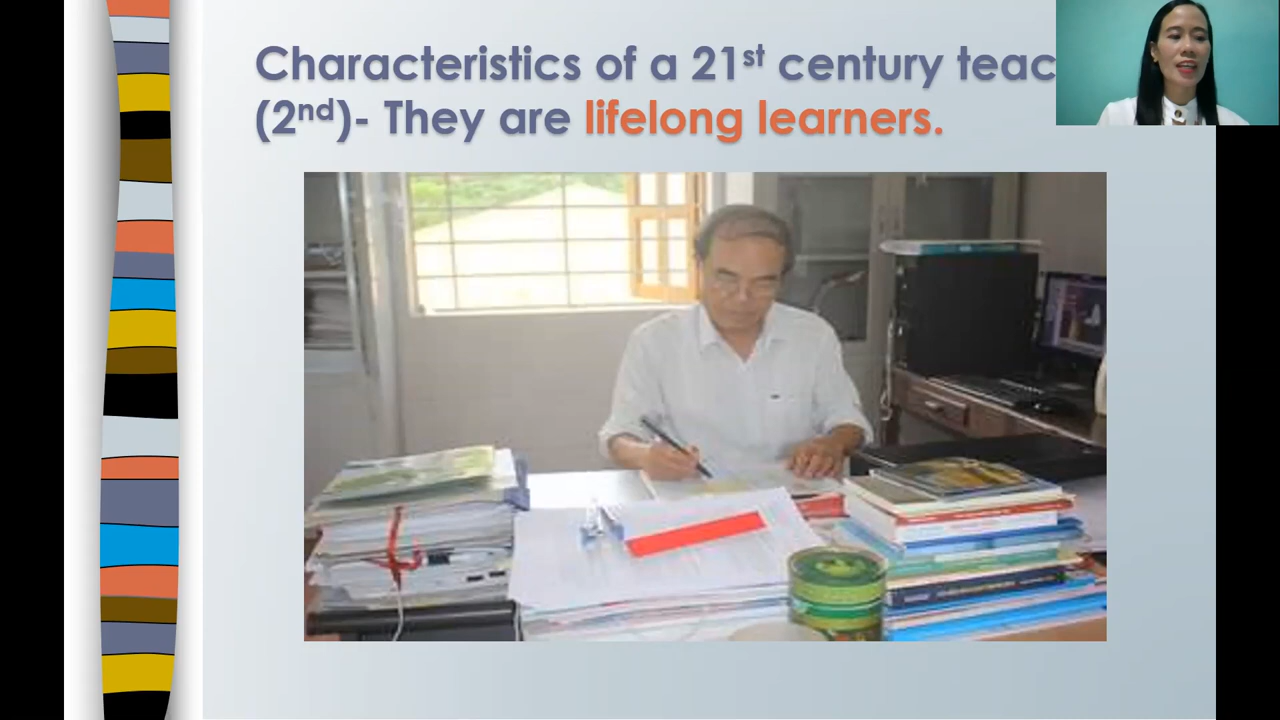 Characteristics of a 21st century teac
(2nd)- They are lifelong learners.